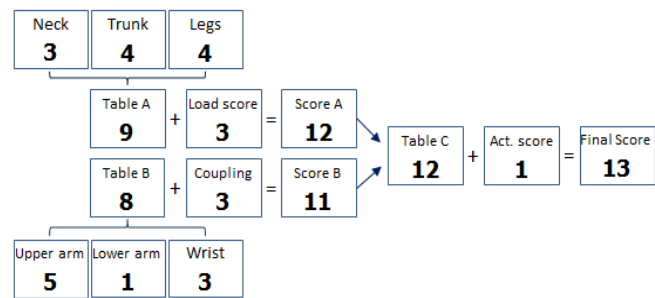 Neck Trunk Legs
3 4 4
Table A Load score Score A
9 + 3 = 12
Table C Act. score Final Score
12 + 1 = 13
Table B Coupling Score B
8 + 3 = 11
Upper arm Lower arm Wrist
5 1 3